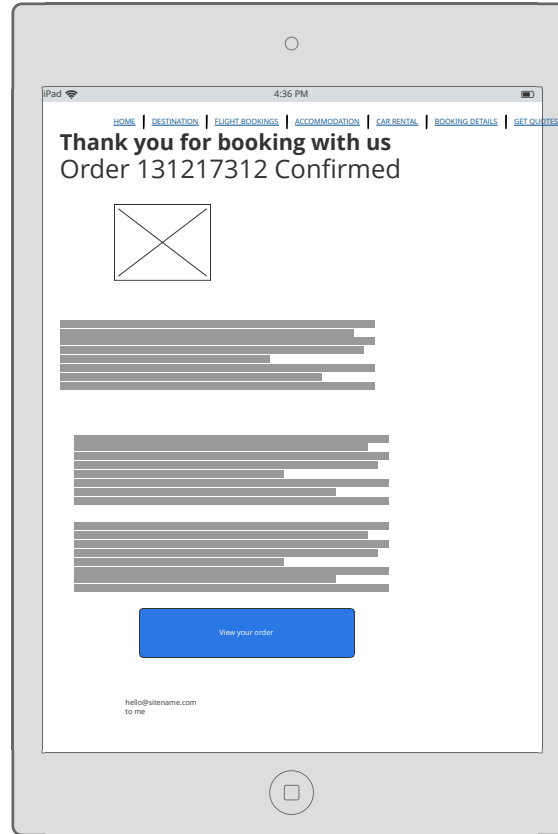 iPad 4:36 PM
HOME DESTINATION FLIGHT BOOKINGS ACCOMMODATION CAR RENTAL BOOKING DETAILS GET QUOTES
Thank you for booking with us
Order 131217312 Confirmed
View your order
hello@sitename.com
to me